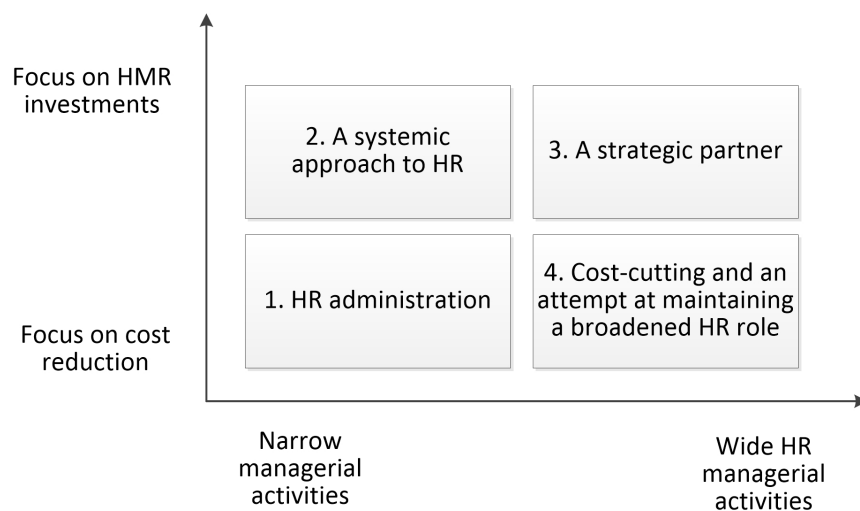 Focus on HMR
investments
2. A systemic
approach to HR
3. A strategic partner
1. HR administration
4. Cost-cutting and an
attempt at maintaining
a broadened HR role
Focus on cost
reduction
Narrow
managerial
activities
Wide HR
managerial
activities